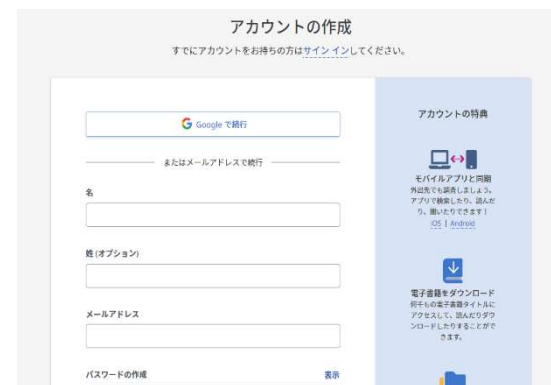 アカウントの作成
すでにアカウントをお持ちの方はサイン インしてください。
Google で続行
またはメールアドレスで続行
名
姓 (オプション)
メールアドレス
パスワードの作成
表示
アカウントの特典
モバイルアプリと同期
外出先でも調査しましょう。
アプリで検索したり、読んだ
り、聞いたりできます！
iOS | Android
電子書籍をダウンロード
何千もの電子書籍タイトルに
アクセスして、読んだりダウ
ンロードしたりすることがで
きます。